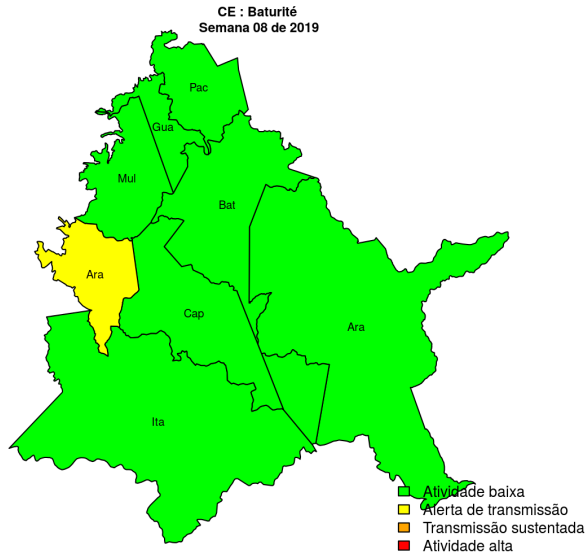 CE : Baturité
Semana 08 de 2019
Pac
Gua
Mul
Bat
Ara
Cap
Ara
Ita
Atividade baixa
Alerta de transmissão
Transmissão sustentada
Atividade alta